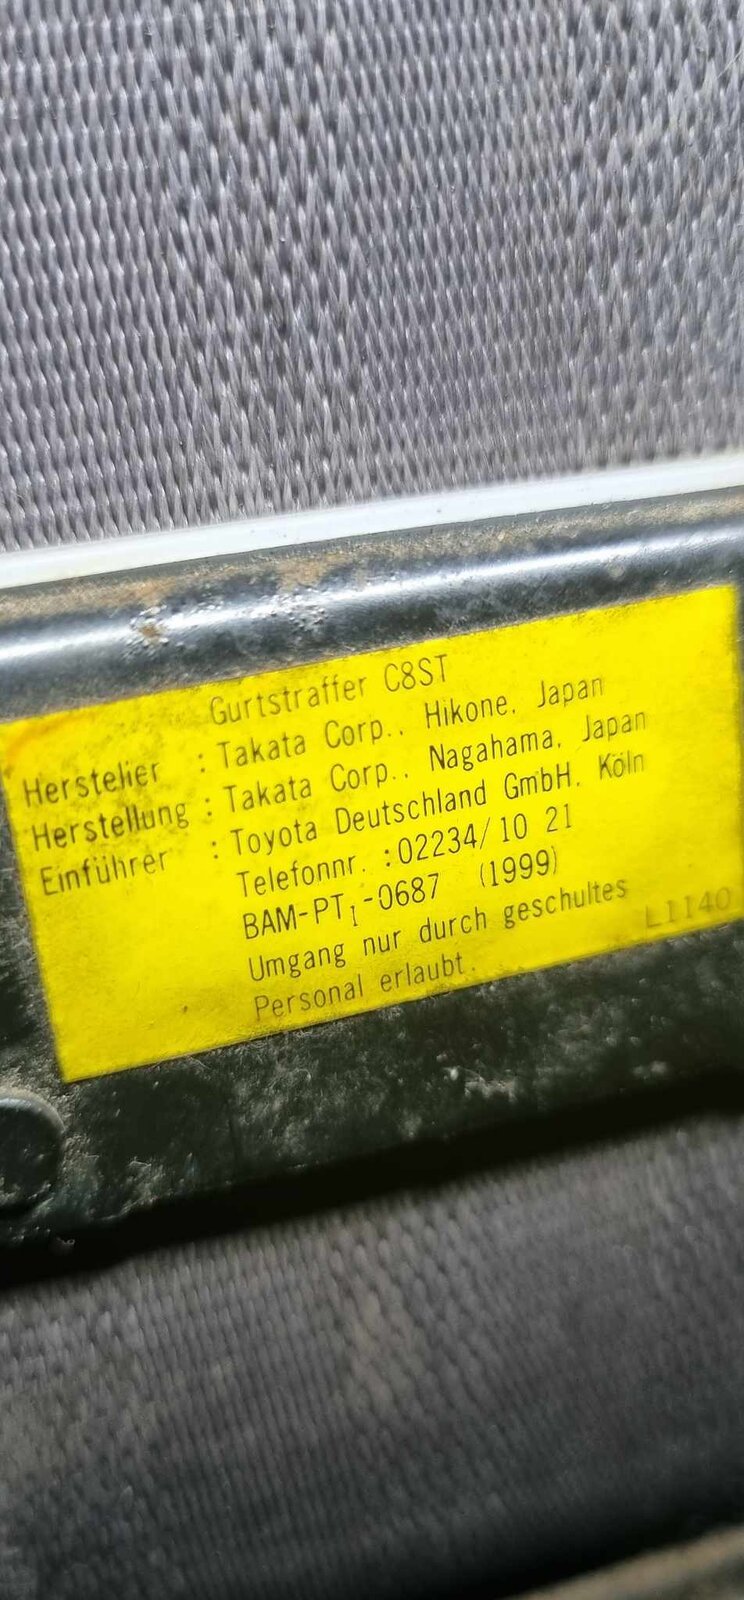 Gurtstraffer C8ST
Hersteller : Takata Corp., Hikone, Japan
Herstellung : Takata Corp., Nagahama, Japan
Einführer : Toyota Deutschland GmbH, Köln
Telefonnr. : 02234/10 21
BAM-PT₁-0687 (1999)
Umgang nur durch geschultes
Personal erlaubt.
L1140